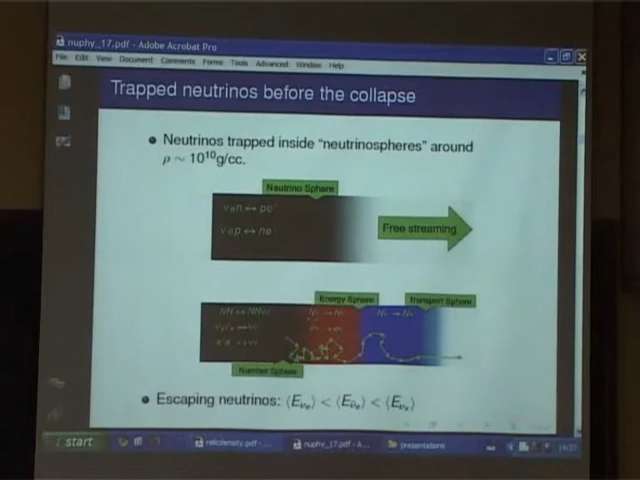 nuphy_17.pdf - Adobe Acrobat Pro
File Edit View Document Comments Forms Tools Advanced Window Help
Trapped neutrinos before the collapse
• Neutrinos trapped inside “neutrinospheres” around
ρ ∼ 10¹⁰g/cc.
Neutrino Sphere
νₑn ↔ pe⁻
Free streaming
Energy Sphere Transport Sphere
Number Sphere
• Escaping neutrinos: ⟨E_νₑ⟩ < ⟨E_ν̄ₑ⟩ < ⟨E_νₓ⟩
start relicdensity.pdf -... nuphy_17.pdf - A... presentations